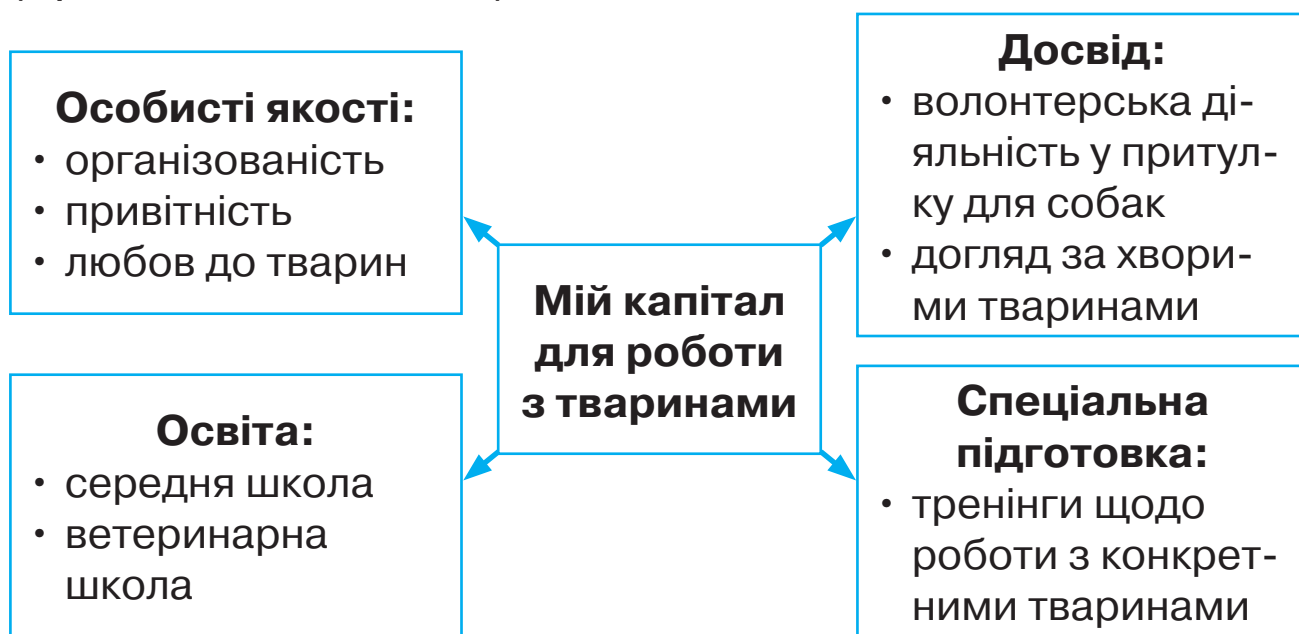 Особисті якості:
• організованість
• привітність
• любов до тварин
Досвід:
• волонтерська ді-
яльність у притул-
ку для собак
• догляд за хвори-
ми тваринами
Мій капітал
для роботи
з тваринами
Освіта:
• середня школа
• ветеринарна
школа
Спеціальна
підготовка:
• тренінги щодо
роботи з конкрет-
ними тваринами